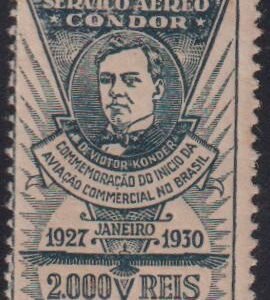 SERVIÇO AEREO
CONDOR
DR VICTOR KONDER
COMMEMORAÇÃO DO INICIO DA
AVIAÇÃO COMMERCIAL NO BRASIL
JANEIRO
1927 1930
2.000 REIS